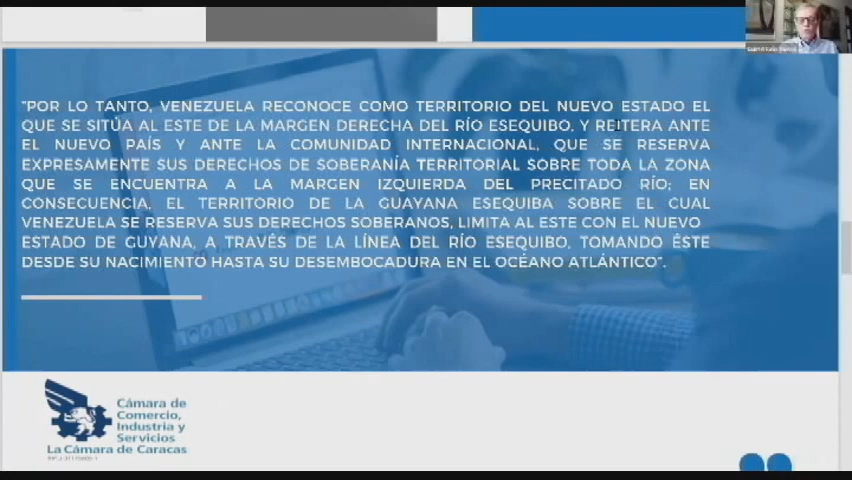 "POR LO TANTO, VENEZUELA RECONOCE COMO TERRITORIO DEL NUEVO ESTADO EL
QUE SE SITÚA AL ESTE DE LA MARGEN DERECHA DEL RÍO ESEQUIBO, Y REITERA ANTE
EL NUEVO PAÍS Y ANTE LA COMUNIDAD INTERNACIONAL, QUE SE RESERVA
EXPRESAMENTE SUS DERECHOS DE SOBERANÍA TERRITORIAL SOBRE TODA LA ZONA
QUE SE ENCUENTRA A LA MARGEN IZQUIERDA DEL PRECITADO RÍO; EN
CONSECUENCIA, EL TERRITORIO DE LA GUAYANA ESEQUIBA SOBRE EL CUAL
VENEZUELA SE RESERVA SUS DERECHOS SOBERANOS, LIMITA AL ESTE CON EL NUEVO
ESTADO DE GUYANA, A TRAVÉS DE LA LÍNEA DEL RÍO ESEQUIBO, TOMANDO ÉSTE
DESDE SU NACIMIENTO HASTA SU DESEMBOCADURA EN EL OCÉANO ATLÁNTICO".
Cámara de
Comercio,
Industria y
Servicios
La Cámara de Caracas